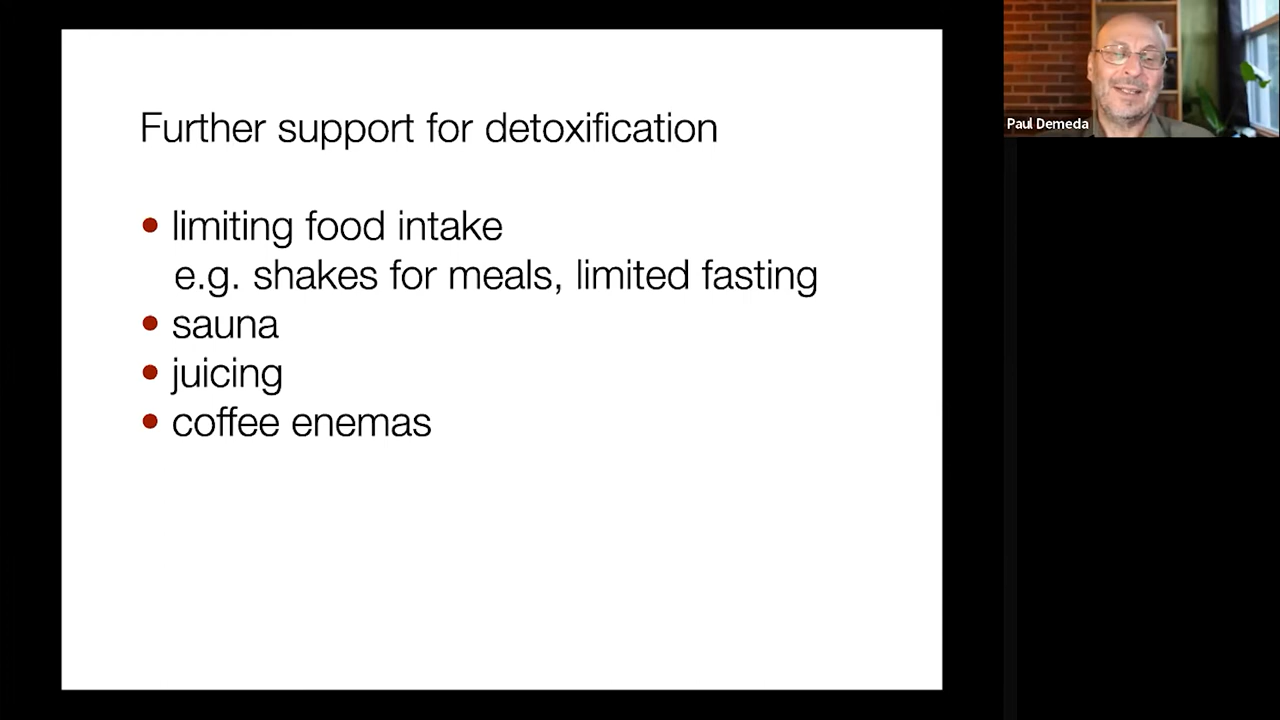 Further support for detoxification
• limiting food intake
e.g. shakes for meals, limited fasting
• sauna
• juicing
• coffee enemas
Paul Demeda